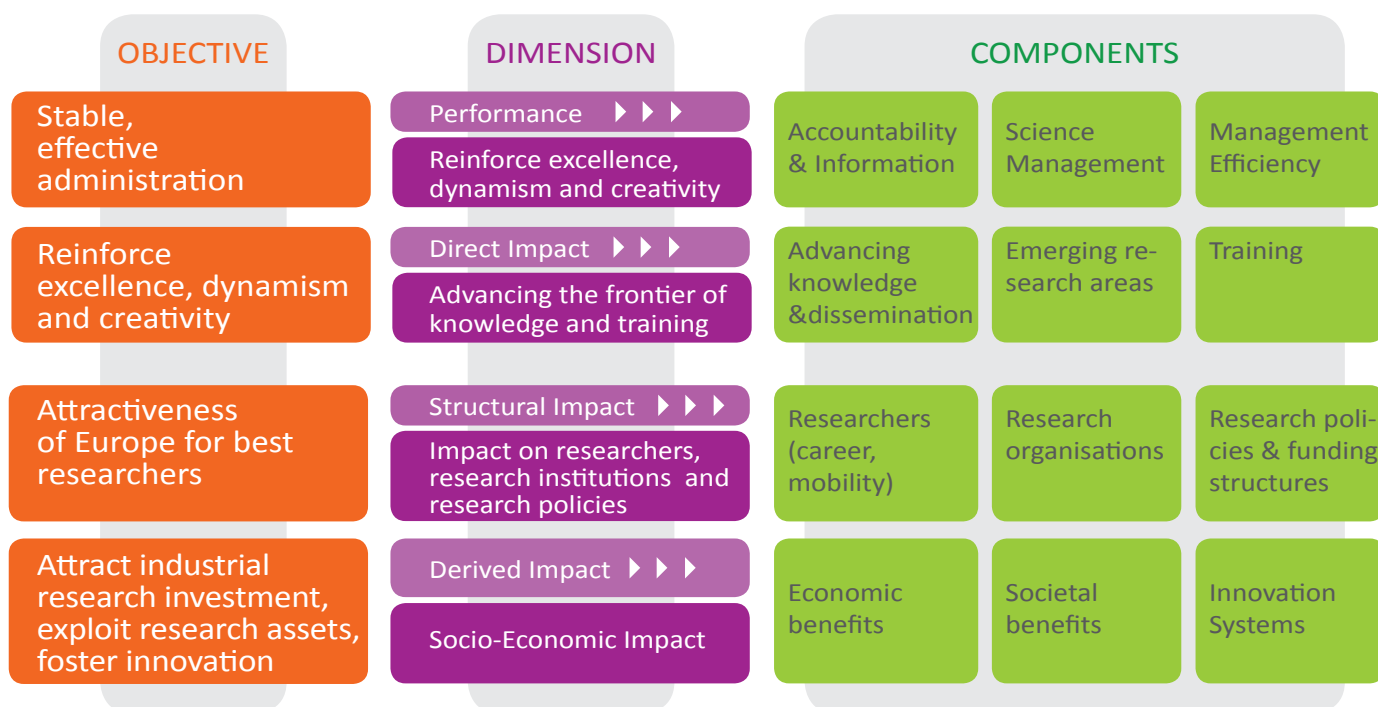 OBJECTIVE
DIMENSION
COMPONENTS
Stable,
effective
administration
Performance
Reinforce excellence,
dynamism and creativity
Accountability
& Information
Science
Management
Management
Efficiency
Reinforce
excellence, dynamism
and creativity
Direct Impact
Advancing the frontier of
knowledge and training
Advancing
knowledge
&dissemination
Emerging re-
search areas
Training
Attractiveness
of Europe for best
researchers
Structural Impact
Impact on researchers,
research institutions and
research policies
Researchers
(career,
mobility)
Research
organisations
Research poli-
cies & funding
structures
Attract industrial
research investment,
exploit research assets,
foster innovation
Derived Impact
Socio-Economic Impact
Economic
benefits
Societal
benefits
Innovation
Systems